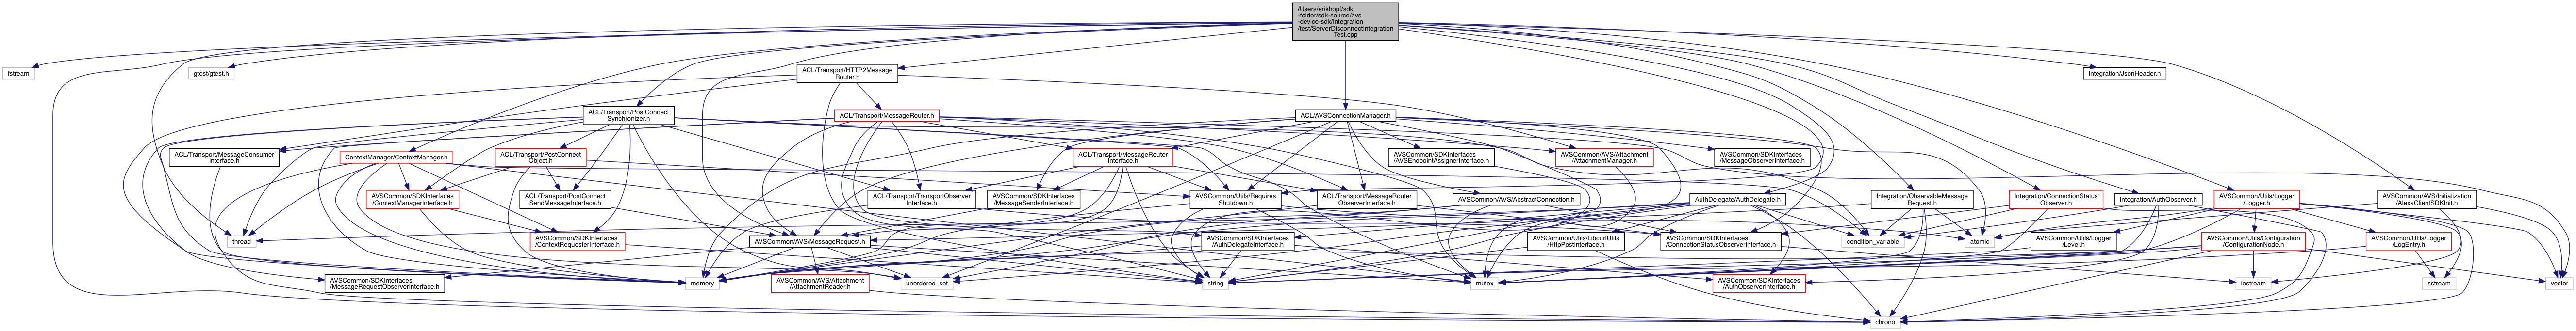 /Users/erikhopf/sdk
-folder/sdk-source/avs
-device-sdk/Integration
/test/ServerDisconnectIntegration
Test.cpp
fstream
gtest/gtest.h
ACL/Transport/HTTP2Message
Router.h
Integration/JsonHeader.h
ACL/Transport/PostConnect
Synchronizer.h
ACL/Transport/MessageRouter.h
ACL/AVSConnectionManager.h
ACL/Transport/MessageConsumer
Interface.h
ContextManager/ContextManager.h
ACL/Transport/PostConnect
Object.h
ACL/Transport/MessageRouter
Interface.h
AVSCommon/SDKInterfaces
/AVSEndpointAssignerInterface.h
AVSCommon/AVS/Attachment
/AttachmentManager.h
AVSCommon/SDKInterfaces
/MessageObserverInterface.h
AVSCommon/SDKInterfaces
/ContextManagerInterface.h
ACL/Transport/PostConnect
SendMessageInterface.h
ACL/Transport/TransportObserver
Interface.h
AVSCommon/SDKInterfaces
/MessageSenderInterface.h
AVSCommon/Utils/Requires
Shutdown.h
ACL/Transport/MessageRouter
ObserverInterface.h
AVSCommon/AVS/AbstractConnection.h
AuthDelegate/AuthDelegate.h
Integration/ObservableMessage
Request.h
Integration/ConnectionStatus
Observer.h
Integration/AuthObserver.h
AVSCommon/Utils/Logger
/Logger.h
AVSCommon/AVS/Initialization
/AlexaClientSDKInit.h
thread
AVSCommon/SDKInterfaces
/ContextRequesterInterface.h
AVSCommon/AVS/MessageRequest.h
AVSCommon/SDKInterfaces
/AuthDelegateInterface.h
AVSCommon/Utils/LibcurlUtils
/HttpPostInterface.h
AVSCommon/SDKInterfaces
/ConnectionStatusObserverInterface.h
condition_variable
atomic
AVSCommon/Utils/Logger
/Level.h
AVSCommon/Utils/Configuration
/ConfigurationNode.h
AVSCommon/Utils/Logger
/LogEntry.h
AVSCommon/SDKInterfaces
/MessageRequestObserverInterface.h
memory
AVSCommon/AVS/Attachment
/AttachmentReader.h
unordered_set
string
mutex
AVSCommon/SDKInterfaces
/AuthObserverInterface.h
iostream
sstream
vector
chrono